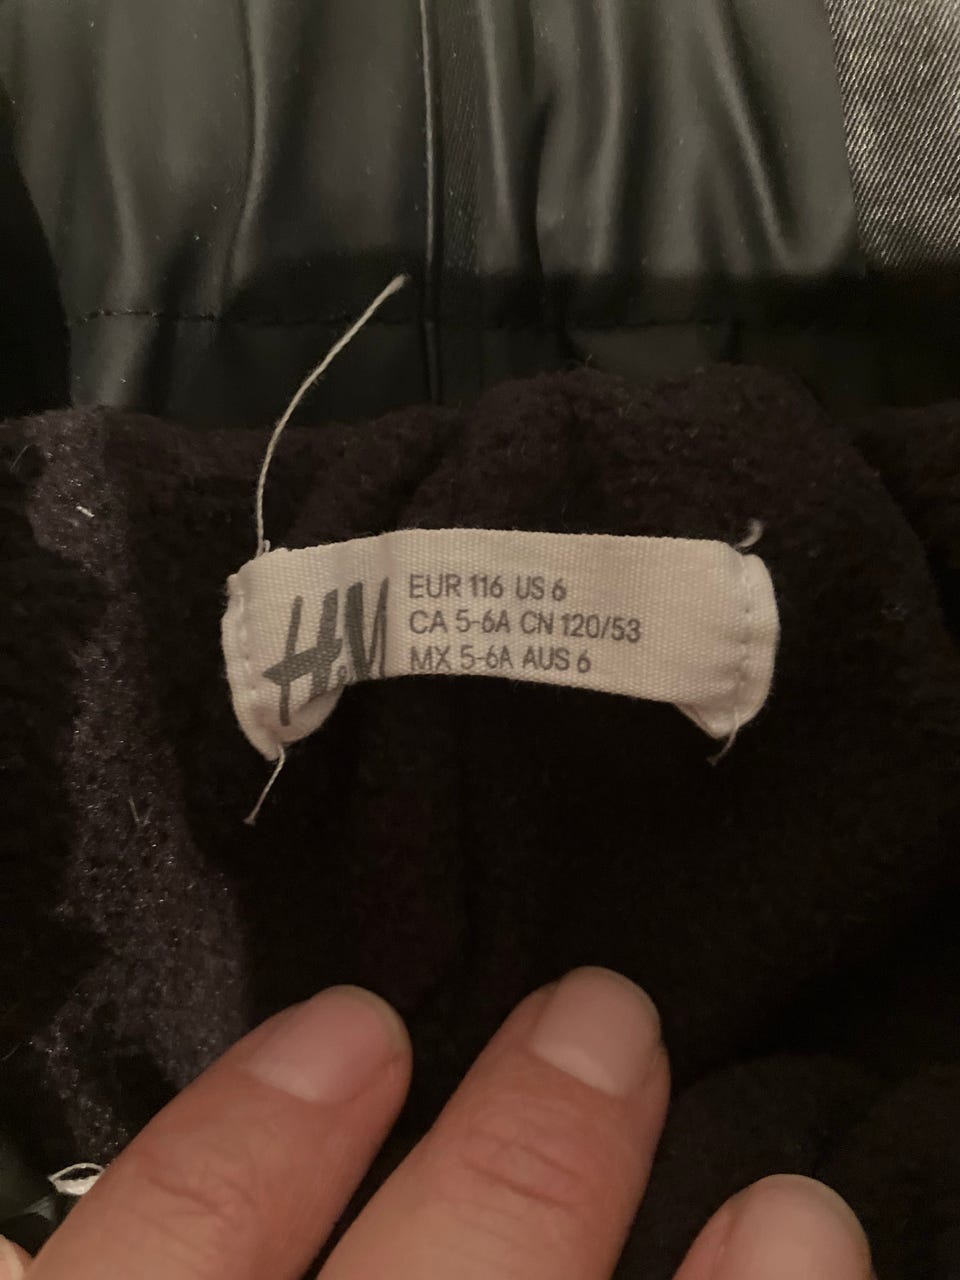 H&M
EUR 116 US 6
CA 5-6A CN 120/53
MX 5-6A AUS 6